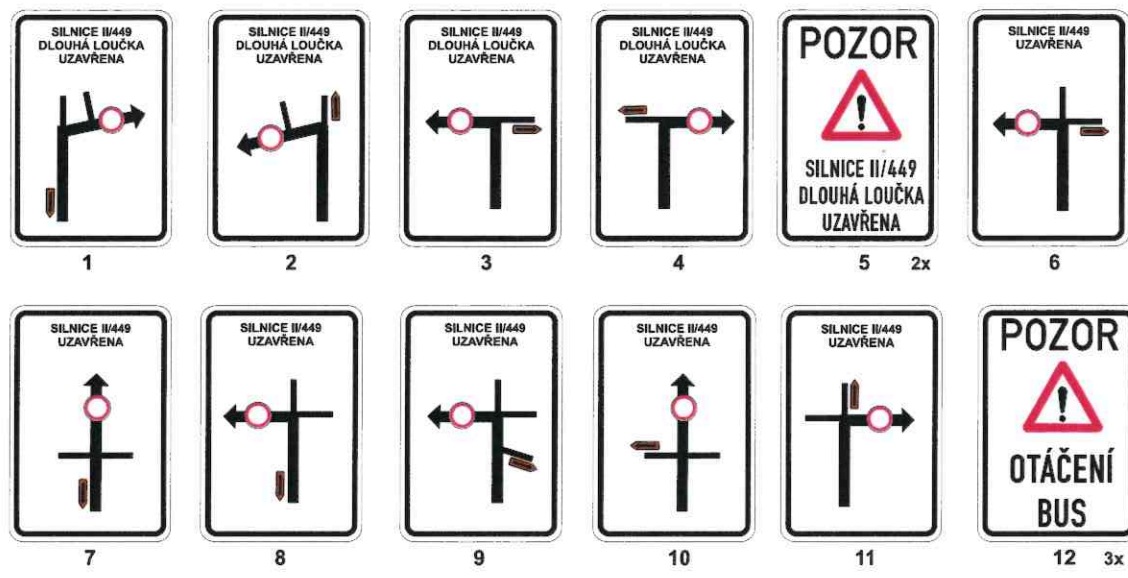 SILNICE II/449
DLOUHÁ LOUČKA
UZAVŘENA
1
SILNICE II/449
DLOUHÁ LOUČKA
UZAVŘENA
2
SILNICE II/449
DLOUHÁ LOUČKA
UZAVŘENA
3
SILNICE II/449
DLOUHÁ LOUČKA
UZAVŘENA
4
POZOR
!
SILNICE II/449
DLOUHÁ LOUČKA
UZAVŘENA
5 2x
SILNICE II/449
UZAVŘENA
6
SILNICE II/449
UZAVŘENA
7
SILNICE II/449
UZAVŘENA
8
SILNICE II/449
UZAVŘENA
9
SILNICE II/449
UZAVŘENA
10
SILNICE II/449
UZAVŘENA
11
POZOR
!
OTÁČENÍ
BUS
12 3x